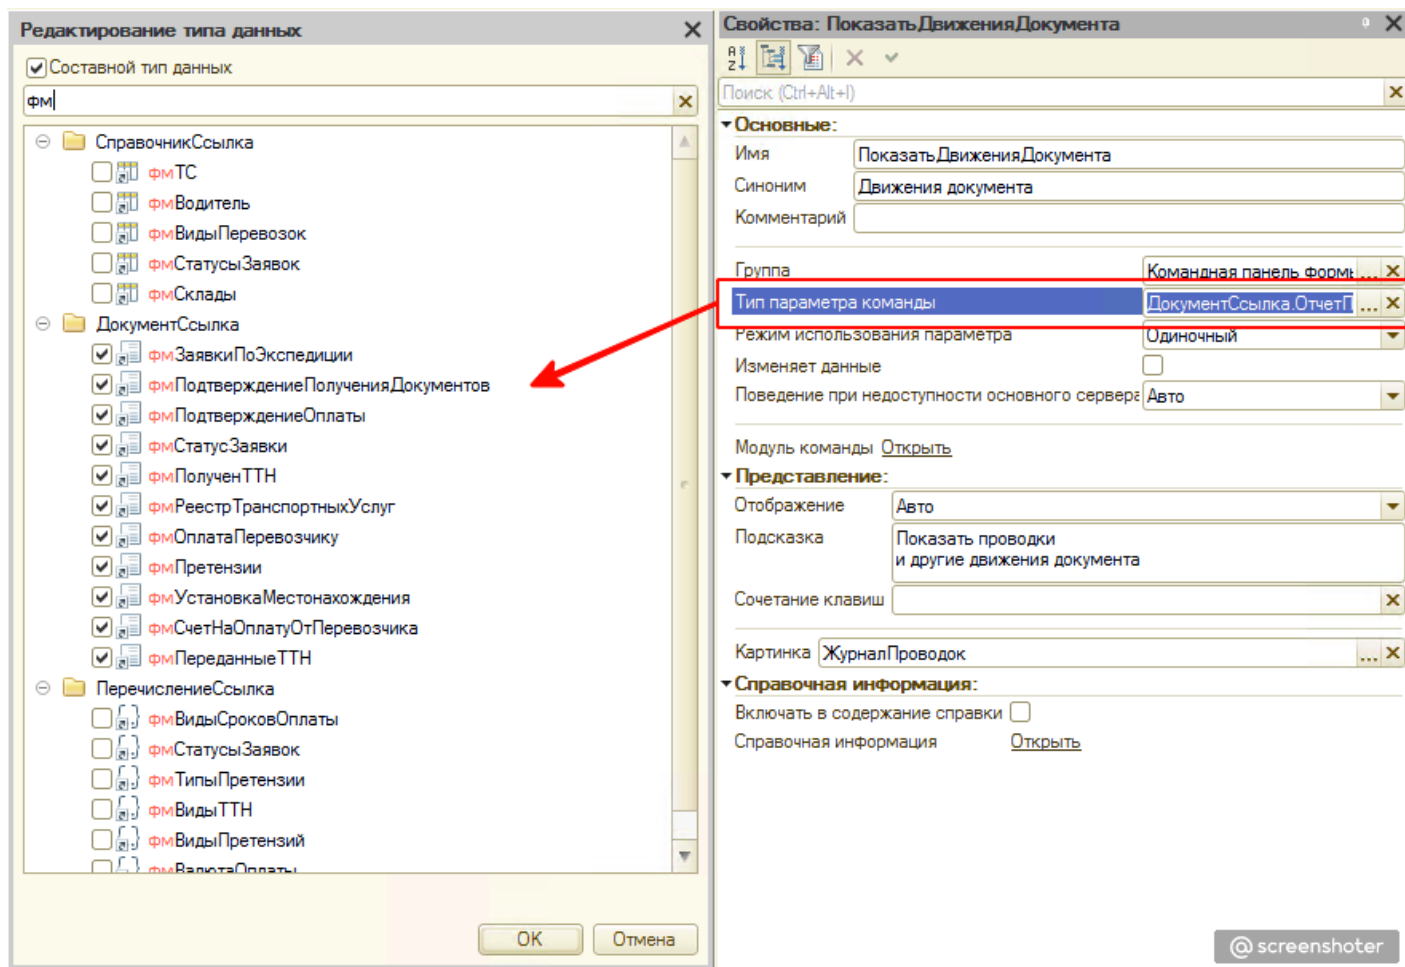 Редактирование типа данных
Составной тип данных
фм
СправочникСсылка
фмТС
фмВодитель
фмВидыПеревозок
фмСтатусыЗаявок
фмСклады
ДокументСсылка
фмЗаявкиПоЭкспедиции
фмПодтверждениеПолученияДокументов
фмПодтверждениеОплаты
фмСтатусЗаявки
фмПолученТТН
фмРеестрТранспортныхУслуг
фмОплатаПеревозчику
фмПретензии
фмУстановкаМестонахождения
фмСчетНаОплатуОтПеревозчика
фмПереданныеТТН
ПеречислениеСсылка
фмВидыСроковОплаты
фмСтатусыЗаявок
фмТипыПретензии
фмВидыТТН
фмВидыПретензий
фмВалютаОплаты
OK
Отмена
Свойства: ПоказатьДвиженияДокумента
Поиск (Ctrl+Alt+I)
Основные:
Имя ПоказатьДвиженияДокумента
Синоним Движения документа
Комментарий
Группа Командная панель формы ...
Тип параметра команды ДокументСсылка.ОтчетП ...
Режим использования параметра Одиночный
Изменяет данные
Поведение при недоступности основного сервера Авто
Модуль команды Открыть
Представление:
Отображение Авто
Подсказка Показать проводки
и другие движения документа
Сочетание клавиш
Картинка ЖурналПроводок ...
Справочная информация:
Включать в содержание справки
Справочная информация Открыть
@screenshoter